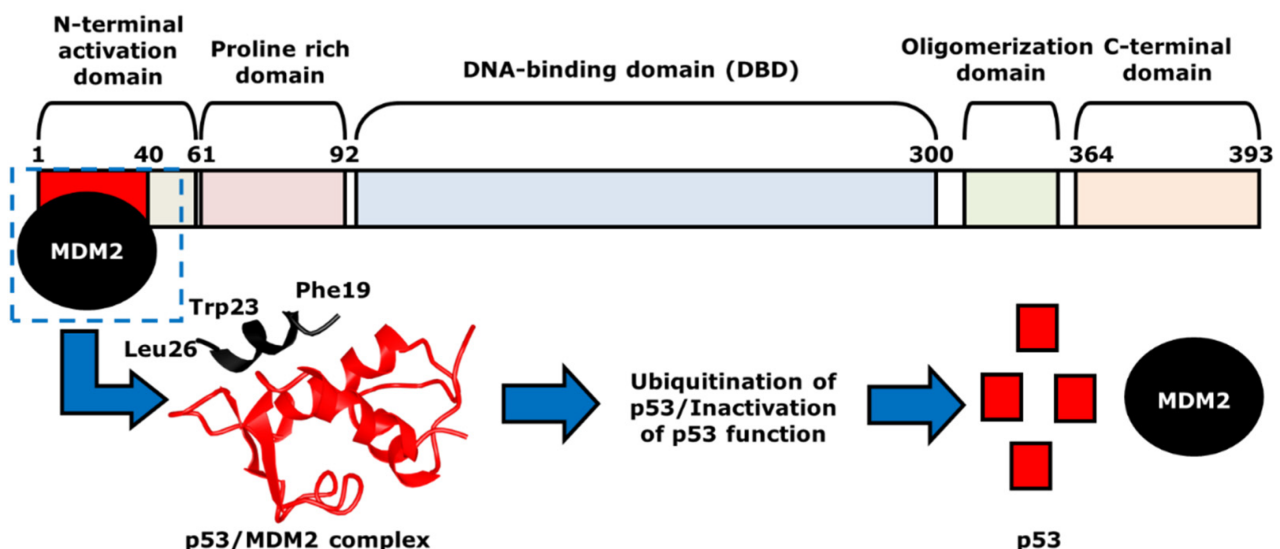 N-terminal
activation
domain
Proline rich
domain
DNA-binding domain (DBD)
Oligomerization
domain
C-terminal
domain
1 40 61 92 300 364 393
MDM2
Trp23
Phe19
Leu26
p53/MDM2 complex
Ubiquitination of
p53/Inactivation
of p53 function
MDM2
p53